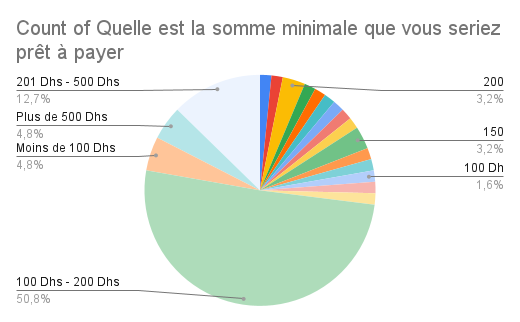 Count of Quelle est la somme minimale que vous seriez
prêt à payer
201 Dhs - 500 Dhs
12,7%
Plus de 500 Dhs
4,8%
Moins de 100 Dhs
4,8%
100 Dhs - 200 Dhs
50,8%
200
3,2%
150
3,2%
100 Dh
1,6%